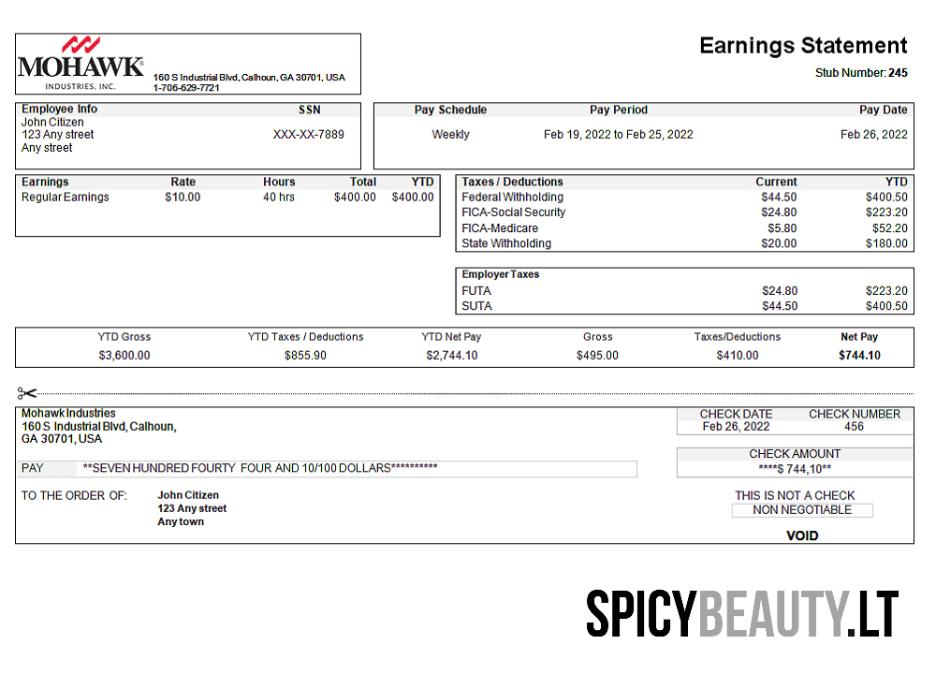 MOHAWK
INDUSTRIES, INC.
160 S Industrial Blvd, Calhoun, GA 30701, USA
1-706-629-7721
Earnings Statement
Stub Number: 245
Employee Info SSN
John Citizen
123 Any street XXX-XX-7889
Any street
Pay Schedule Pay Period Pay Date
Weekly Feb 19, 2022 to Feb 25, 2022 Feb 26, 2022
Earnings Rate Hours Total YTD
Regular Earnings $10.00 40 hrs $400.00 $400.00
Taxes / Deductions Current YTD
Federal Withholding $44.50 $400.50
FICA-Social Security $24.80 $223.20
FICA-Medicare $5.80 $52.20
State Withholding $20.00 $180.00
Employer Taxes
FUTA $24.80 $223.20
SUTA $44.50 $400.50
YTD Gross YTD Taxes / Deductions YTD Net Pay Gross Taxes/Deductions Net Pay
$3,600.00 $855.90 $2,744.10 $495.00 $410.00 $744.10
Mohawk Industries
160 S Industrial Blvd, Calhoun,
GA 30701, USA
CHECK DATE CHECK NUMBER
Feb 26, 2022 456
CHECK AMOUNT
****$ 744,10**
PAY **SEVEN HUNDRED FOURTY FOUR AND 10/100 DOLLARS**********
TO THE ORDER OF: John Citizen
123 Any street
Any town
THIS IS NOT A CHECK
NON NEGOTIABLE
VOID
SPICYBEAUTY.LT